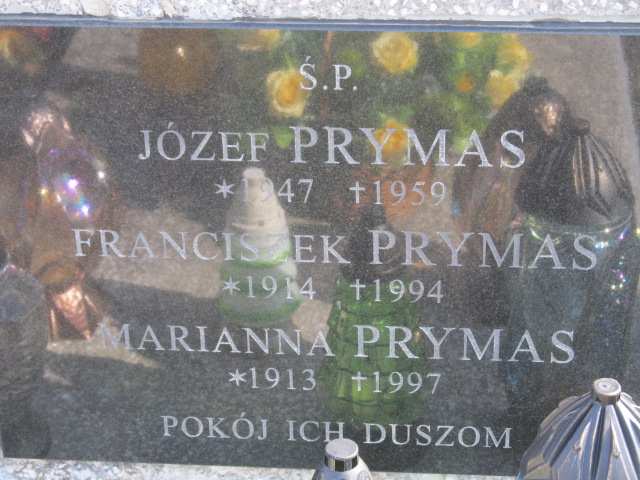 Ś.P.
JÓZEF PRYMAS
*1947 †1959
FRANCISZEK PRYMAS
*1914 †1994
MARIANNA PRYMAS
*1913 †1997
POKÓJ ICH DUSZOM